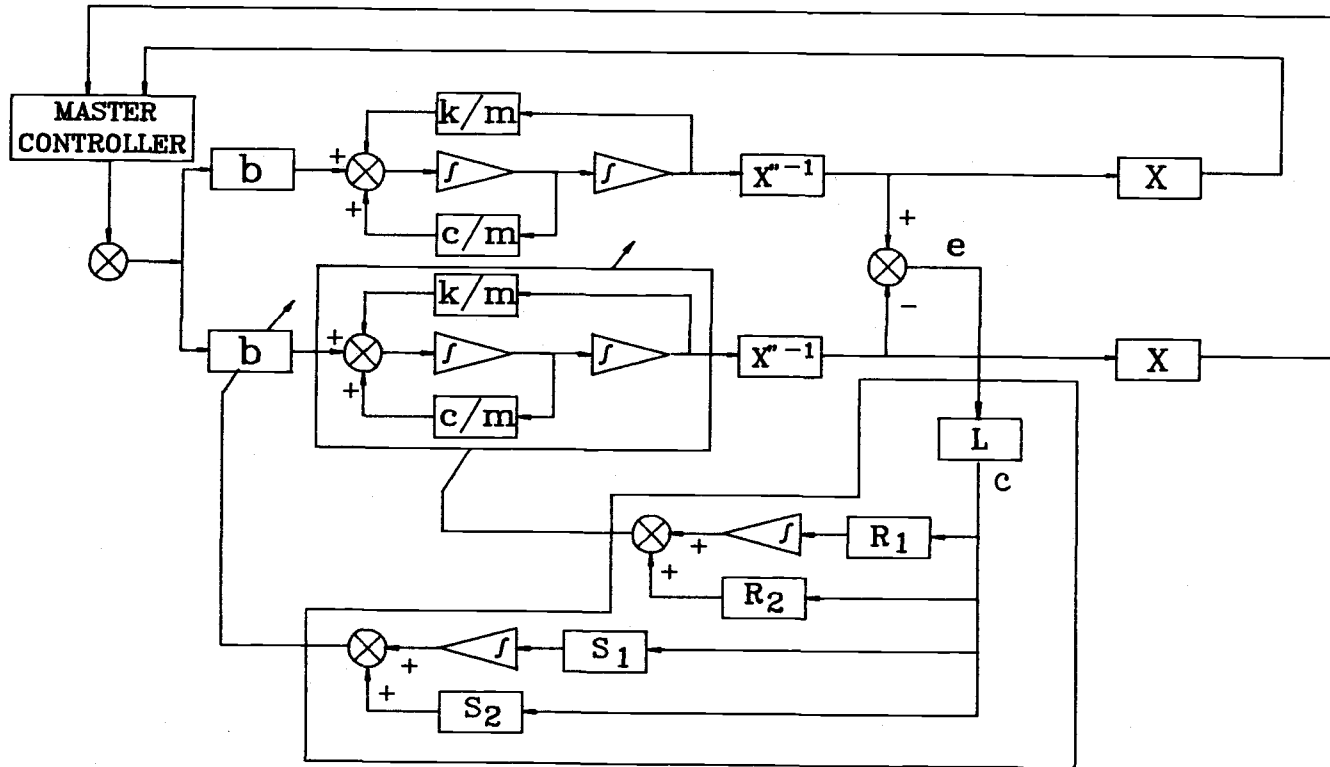 MASTER
CONTROLLER
k/m
b
+
∫
∫
X"⁻¹
X
+
c/m
+
e
-
k/m
b
+
∫
∫
X"⁻¹
X
+
c/m
L
c
+
∫
R₁
+
R₂
+
∫
S₁
+
S₂